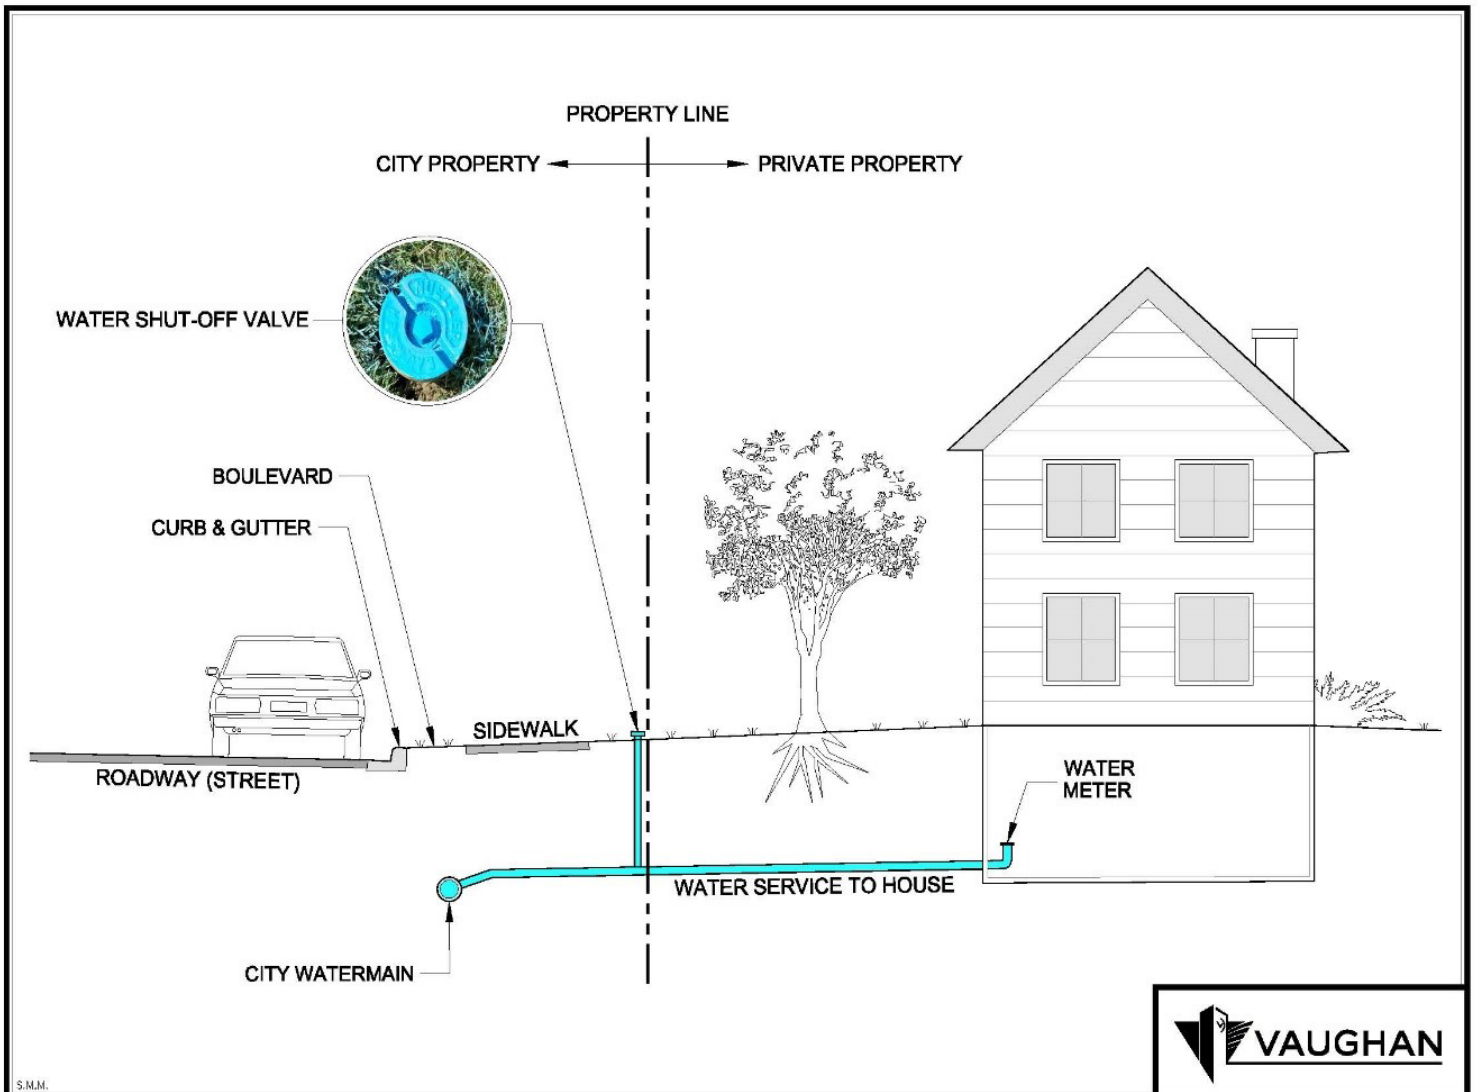 PROPERTY LINE
CITY PROPERTY
PRIVATE PROPERTY
WATER SHUT-OFF VALVE
BOULEVARD
CURB & GUTTER
SIDEWALK
ROADWAY (STREET)
WATER
METER
WATER SERVICE TO HOUSE
CITY WATERMAIN
VAUGHAN
S.M.M.